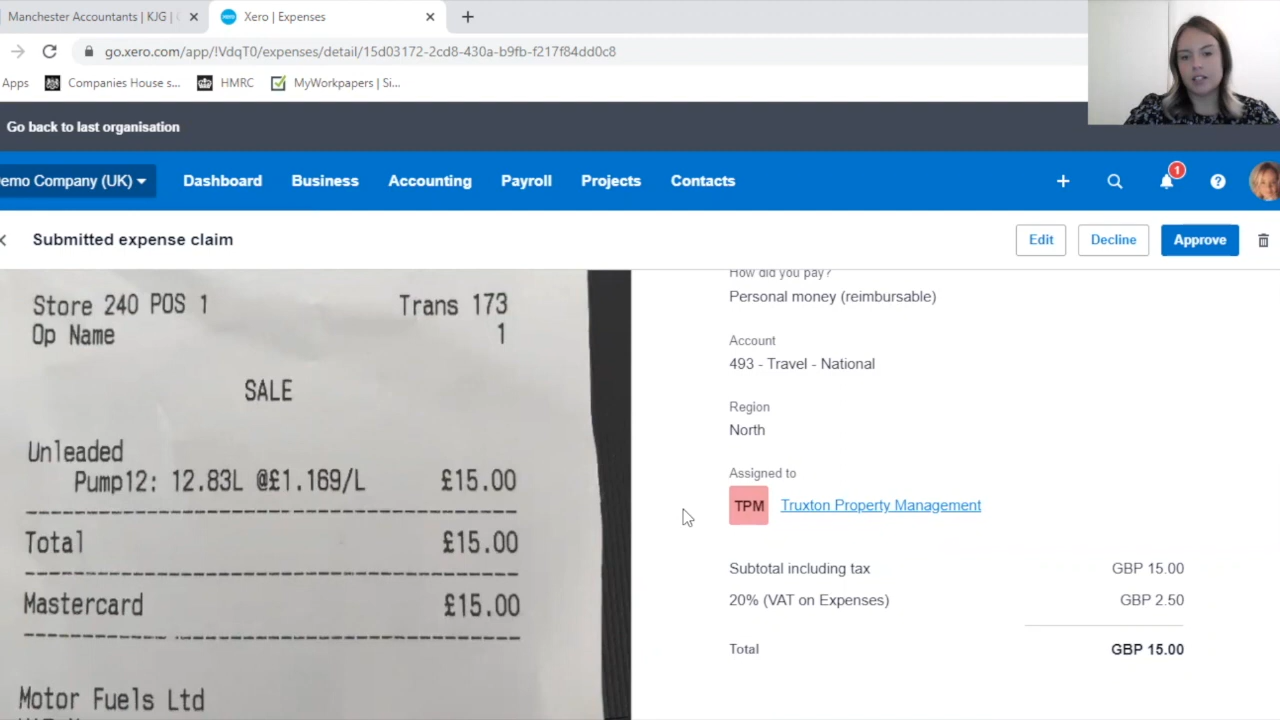 Manchester Accountants | KJG |
Xero | Expenses
go.xero.com/app/!VdqT0/expenses/detail/15d03172-2cd8-430a-b9fb-f217f84dd0c8
Apps Companies House s... HMRC MyWorkpapers | Si...
Go back to last organisation
emo Company (UK) Dashboard Business Accounting Payroll Projects Contacts 1
Submitted expense claim Edit Decline Approve
Store 240 POS 1 Trans 173
Op Name 1
SALE
Unleaded
Pump12: 12.83L @£1.169/L £15.00
Total £15.00
Mastercard £15.00
Motor Fuels Ltd
How did you pay?
Personal money (reimbursable)
Account
493 - Travel - National
Region
North
Assigned to
TPM Truxton Property Management
Subtotal including tax GBP 15.00
20% (VAT on Expenses) GBP 2.50
Total GBP 15.00